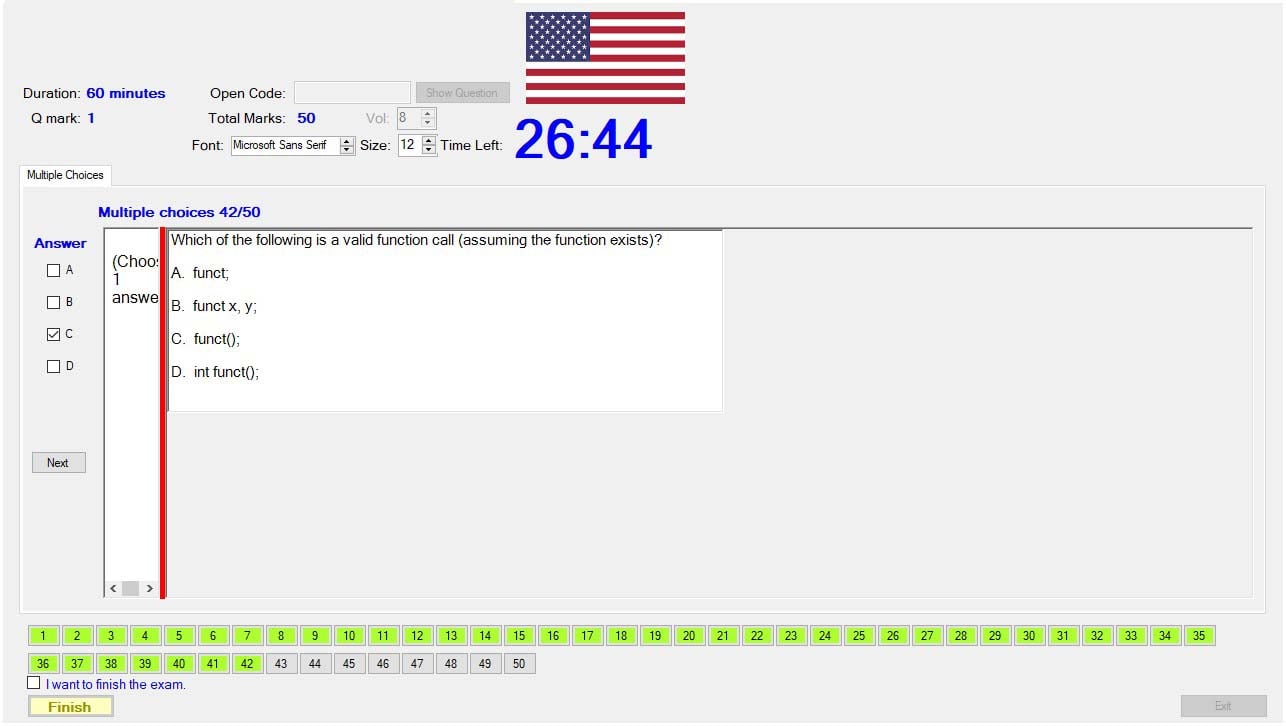 Duration: 60 minutes
Open Code:
Show Question
Q mark: 1
Total Marks: 50
Vol: 8
Font: Microsoft Sans Serif
Size: 12
Time Left: 26:44
Multiple Choices
Multiple choices 42/50
Answer
A
B
C
D
Next
(Choos
1
answe
Which of the following is a valid function call (assuming the function exists)?
A. funct;
B. funct x, y;
C. funct();
D. int funct();
1 2 3 4 5 6 7 8 9 10 11 12 13 14 15 16 17 18 19 20 21 22 23 24 25 26 27 28 29 30 31 32 33 34 35
36 37 38 39 40 41 42 43 44 45 46 47 48 49 50
I want to finish the exam.
Finish
Exit